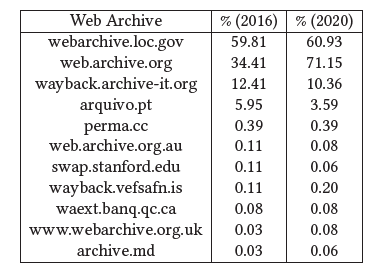 Web Archive % (2016) % (2020)
webarchive.loc.gov 59.81 60.93
web.archive.org 34.41 71.15
wayback.archive-it.org 12.41 10.36
arquivo.pt 5.95 3.59
perma.cc 0.39 0.39
web.archive.org.au 0.11 0.08
swap.stanford.edu 0.11 0.06
wayback.vefsafn.is 0.11 0.20
waext.banq.qc.ca 0.08 0.08
www.webarchive.org.uk 0.03 0.08
archive.md 0.03 0.06